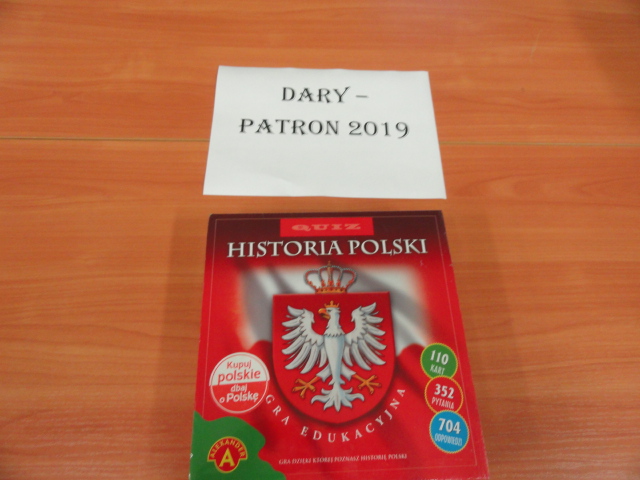 DARY –
PATRON 2019
QUIZ
HISTORIA POLSKI
110
KART
Kupuj
polskie
dbaj
o Polskę
352
PYTANIA
704
ODPOWIEDZI
GRA EDUKACYJNA
ALEXANDER
A
GRA DZIĘKI KTÓREJ POZNASZ HISTORIĘ POLSKI